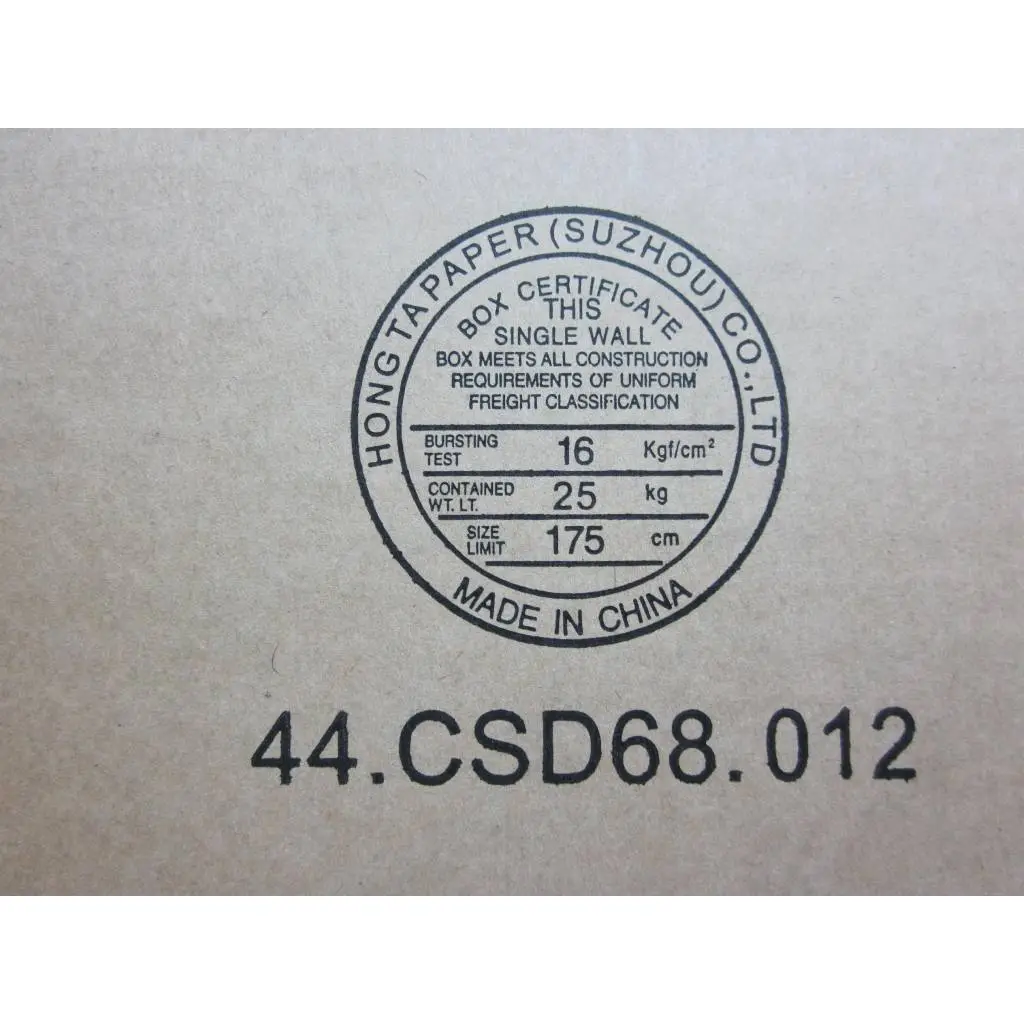 HONG TA PAPER (SUZHOU) CO., LTD
BOX CERTIFICATE
THIS
SINGLE WALL
BOX MEETS ALL CONSTRUCTION
REQUIREMENTS OF UNIFORM
FREIGHT CLASSIFICATION
BURSTING TEST 16 Kgf/cm²
CONTAINED WT. LT. 25 kg
SIZE LIMIT 175 cm
MADE IN CHINA
44.CSD68.012